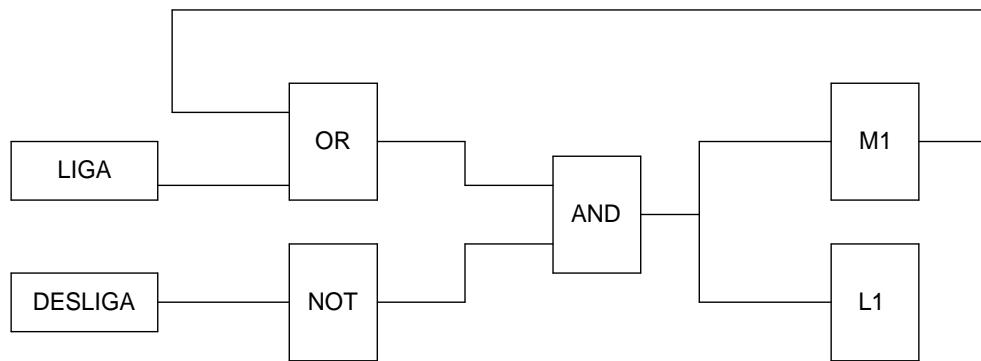 OR
M1
LIGA
AND
DESLIGA
NOT
L1